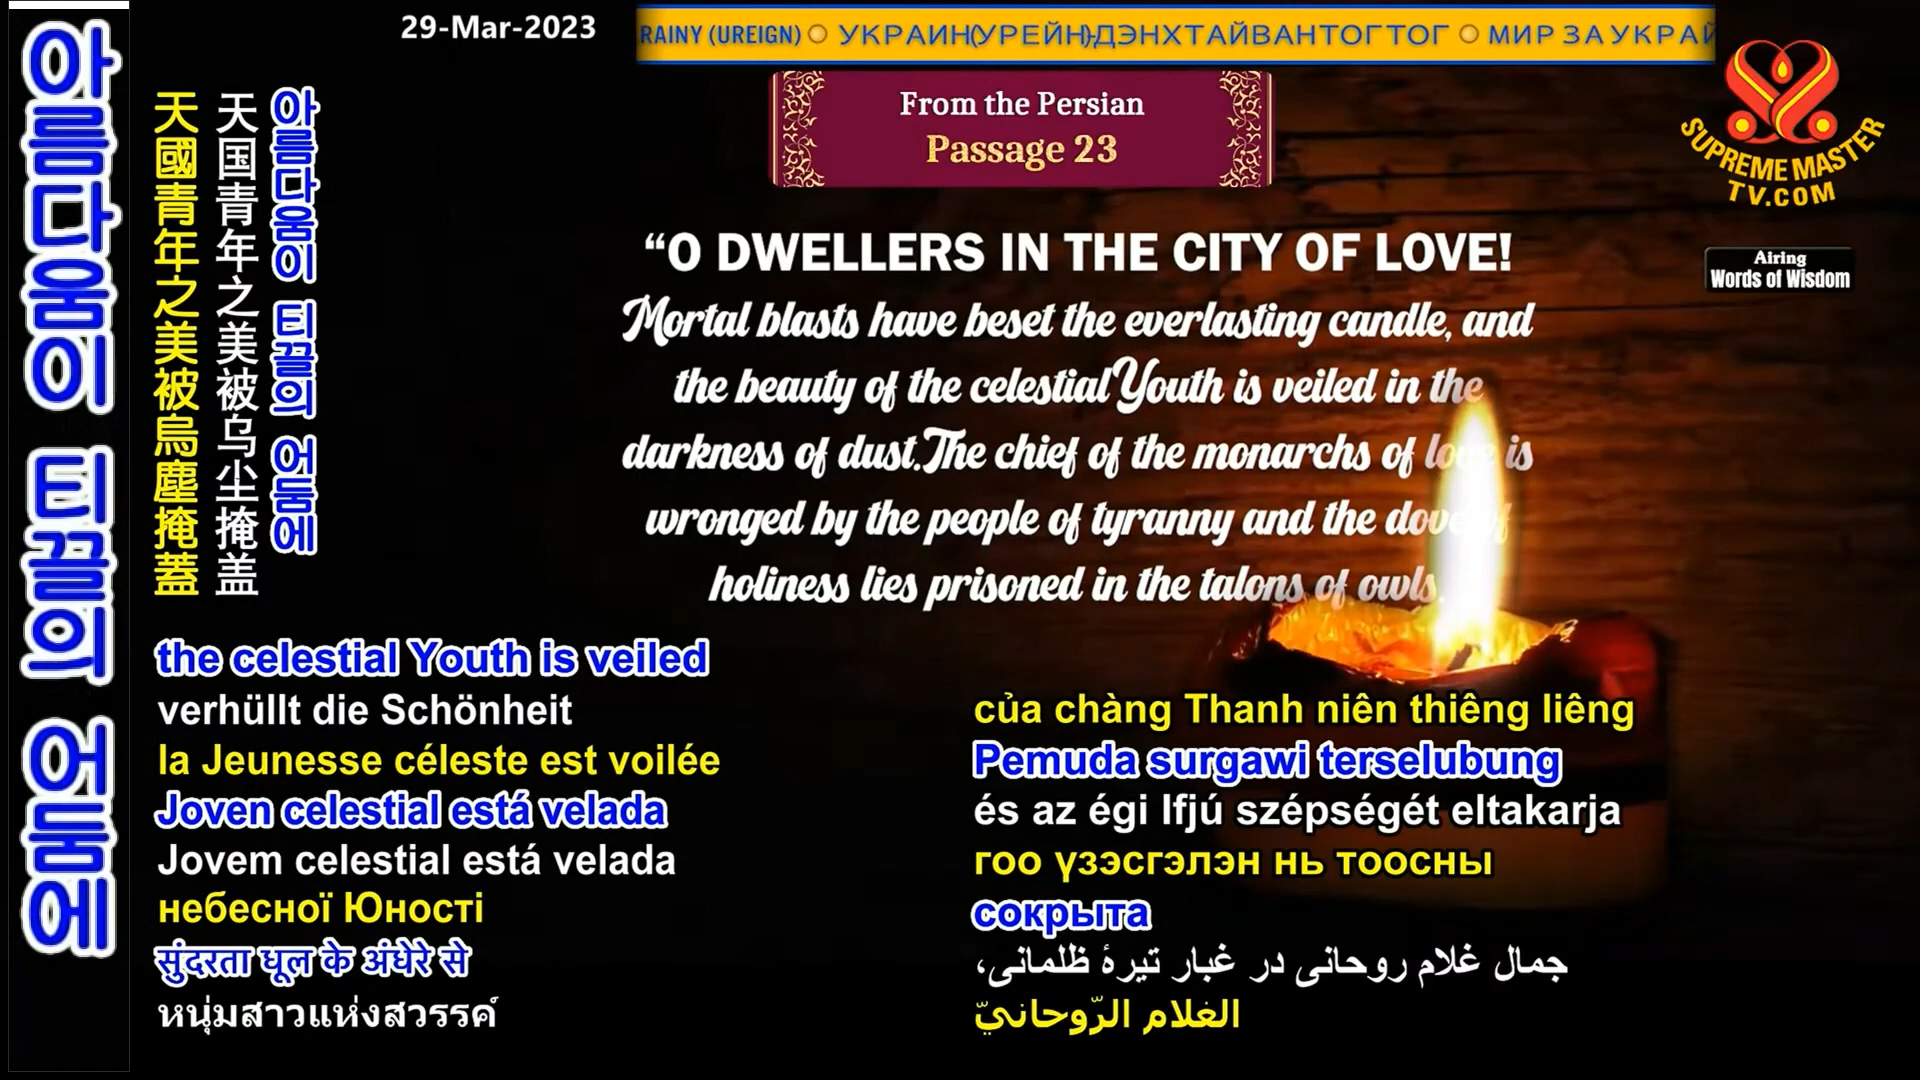 29-Mar-2023
RAINY (UREIGN) УКРАИН(УРЕЙН)-ДЭНХТАЙВАНТОГТОГ МИР ЗА УКРАЙ
From the Persian
Passage 23
SUPREME MASTER
TV.COM
Airing
Words of Wisdom
아름다움이 티끌의 어둠에
天國青年之美被烏塵掩蓋
天国青年之美被乌尘掩盖
아름다움이 티끌의 어둠에
“O DWELLERS IN THE CITY OF LOVE!
Mortal blasts have beset the everlasting candle, and
the beauty of the celestial Youth is veiled in the
darkness of dust. The chief of the monarchs of love is
wronged by the people of tyranny and the dove of
holiness lies prisoned in the talons of owls.
the celestial Youth is veiled
verhüllt die Schönheit
la Jeunesse céleste est voilée
Joven celestial está velada
Jovem celestial está velada
небесної Юності
सुंदरता धूल के अंधेरे से
หนุ่มสาวแห่งสวรรค์
của chàng Thanh niên thiêng liêng
Pemuda surgawi terselubung
és az égi Ifjú szépségét eltakarja
гоо үзэсгэлэн нь тоосны
сокрыта
جمال غلام روحانی در غبار تیرهٔ ظلمانی،
الغلام الرّوحانيّ